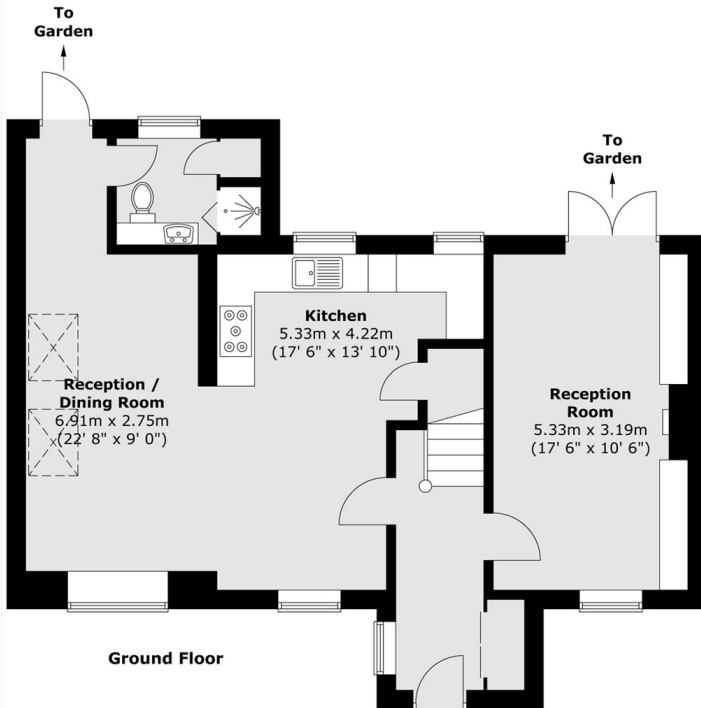 To
Garden
To
Garden
Kitchen
5.33m x 4.22m
(17' 6" x 13' 10")
Reception /
Dining Room
6.91m x 2.75m
(22' 8" x 9' 0")
Reception
Room
5.33m x 3.19m
(17' 6" x 10' 6")
Ground Floor